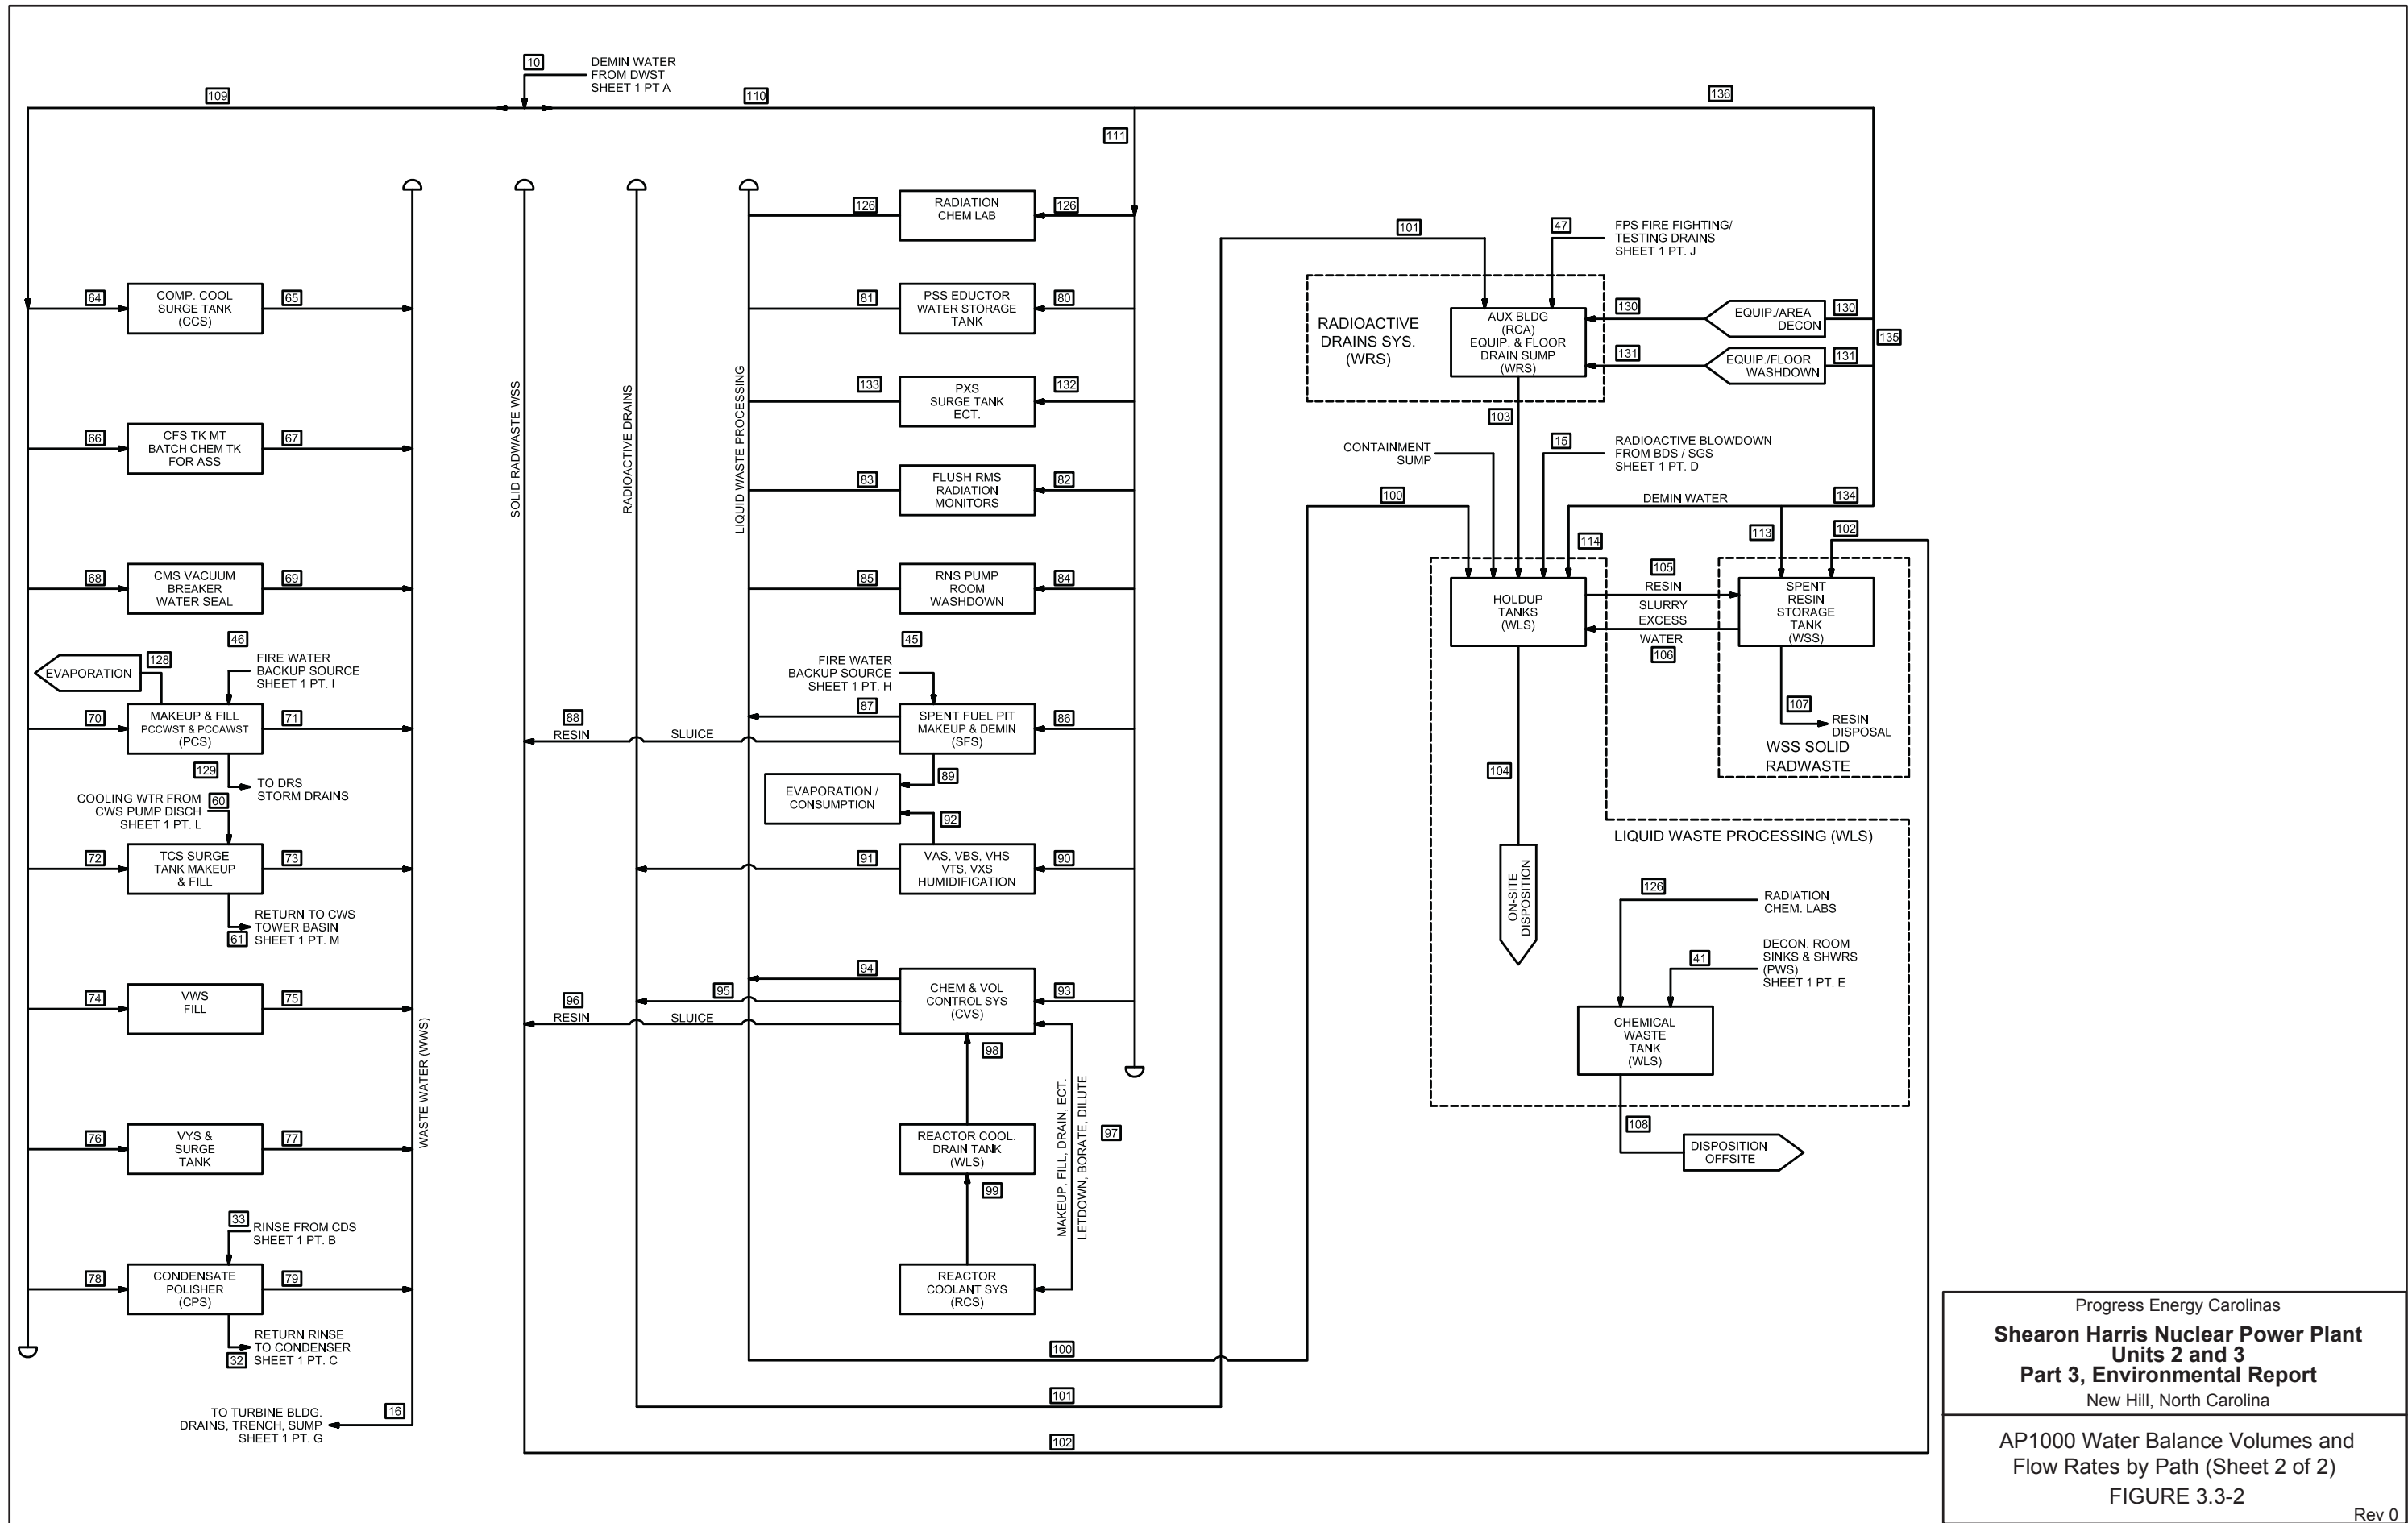 10
DEMIN WATER
FROM DWST
SHEET 1 PT A
109
110
136
111
135
64
COMP. COOL
SURGE TANK
(CCS)
65
66
CFS TK MT
BATCH CHEM TK
FOR ASS
67
68
CMS VACUUM
BREAKER
WATER SEAL
69
46
FIRE WATER
BACKUP SOURCE
SHEET 1 PT. I
128
EVAPORATION
70
MAKEUP & FILL
PCCWST & PCCAWST
(PCS)
71
129
TO DRS
STORM DRAINS
COOLING WTR FROM
CWS PUMP DISCH
SHEET 1 PT. L
60
72
TCS SURGE
TANK MAKEUP
& FILL
73
RETURN TO CWS
TOWER BASIN
SHEET 1 PT. M
61
74
VWS
FILL
75
76
VYS &
SURGE
TANK
77
33
RINSE FROM CDS
SHEET 1 PT. B
78
CONDENSATE
POLISHER
(CPS)
79
RETURN RINSE
TO CONDENSER
SHEET 1 PT. C
32
16
TO TURBINE BLDG.
DRAINS, TRENCH, SUMP
SHEET 1 PT. G
WASTE WATER (WWS)
SOLID RADWASTE WSS
RADIOACTIVE DRAINS
LIQUID WASTE PROCESSING
126
RADIATION
CHEM LAB
126
81
PSS EDUCTOR
WATER STORAGE
TANK
80
133
PXS
SURGE TANK
ECT.
132
83
FLUSH RMS
RADIATION
MONITORS
82
85
RNS PUMP
ROOM
WASHDOWN
84
45
FIRE WATER
BACKUP SOURCE
SHEET 1 PT. H
87
SPENT FUEL PIT
MAKEUP & DEMIN
(SFS)
86
88
RESIN
SLUICE
89
EVAPORATION /
CONSUMPTION
92
91
VAS, VBS, VHS
VTS, VXS
HUMIDIFICATION
90
94
CHEM & VOL
CONTROL SYS
(CVS)
93
95
96
RESIN
SLUICE
98
REACTOR COOL.
DRAIN TANK
(WLS)
99
REACTOR
COOLANT SYS
(RCS)
MAKEUP, FILL, DRAIN, ECT.
LETDOWN, BORATE, DILUTE
97
100
101
102
101
47
FPS FIRE FIGHTING/
TESTING DRAINS
SHEET 1 PT. J
RADIOACTIVE
DRAINS SYS.
(WRS)
AUX BLDG
(RCA)
EQUIP. & FLOOR
DRAIN SUMP
(WRS)
130
EQUIP./AREA
DECON
130
131
EQUIP./FLOOR
WASHDOWN
131
103
CONTAINMENT
SUMP
15
RADIOACTIVE BLOWDOWN
FROM BDS / SGS
SHEET 1 PT. D
100
DEMIN WATER
134
114
113
102
HOLDUP
TANKS
(WLS)
105
RESIN
SLURRY
EXCESS
WATER
106
SPENT
RESIN
STORAGE
TANK
(WSS)
107
RESIN
DISPOSAL
WSS SOLID
RADWASTE
104
ON-SITE
DISPOSITION
LIQUID WASTE PROCESSING (WLS)
126
RADIATION
CHEM. LABS
41
DECON. ROOM
SINKS & SHWRS
(PWS)
SHEET 1 PT. E
CHEMICAL
WASTE
TANK
(WLS)
108
DISPOSITION
OFFSITE
Progress Energy Carolinas
Shearon Harris Nuclear Power Plant
Units 2 and 3
Part 3, Environmental Report
New Hill, North Carolina
AP1000 Water Balance Volumes and
Flow Rates by Path (Sheet 2 of 2)
FIGURE 3.3-2
Rev 0